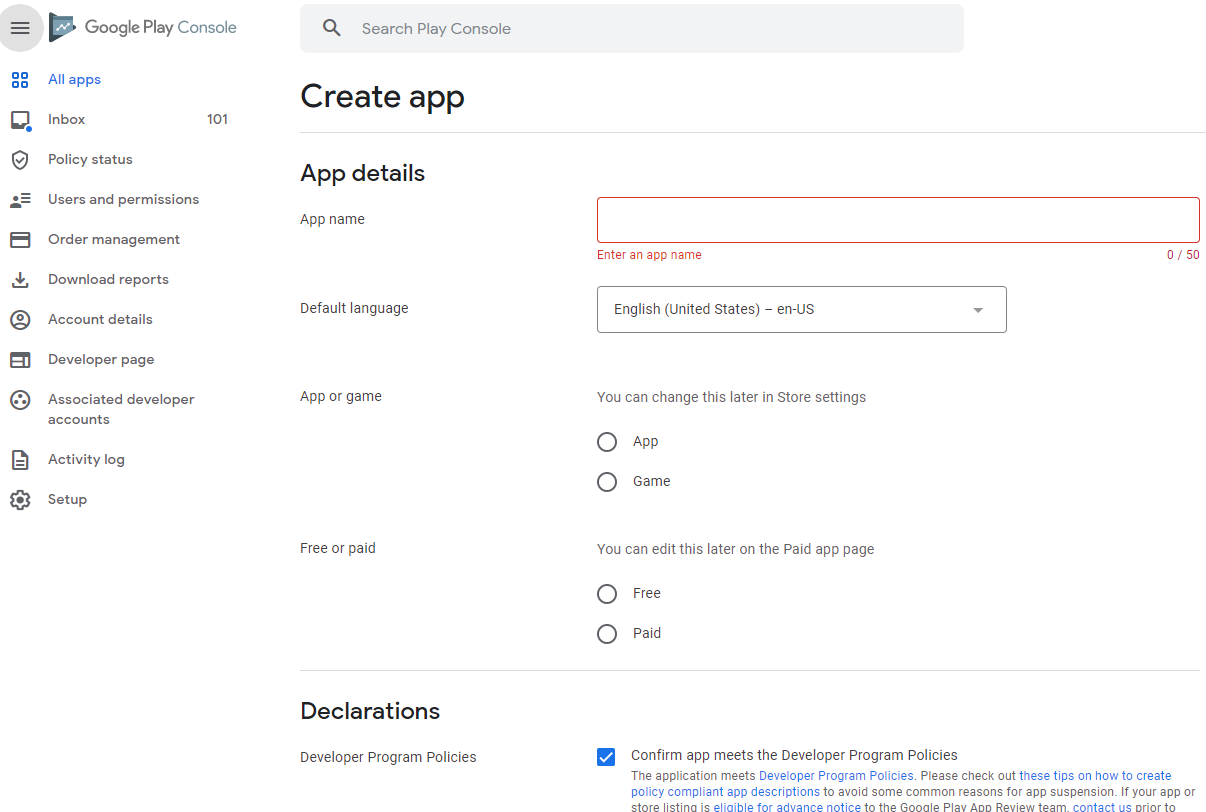 Google Play Console
Search Play Console
All apps
Inbox 101
Policy status
Users and permissions
Order management
Download reports
Account details
Developer page
Associated developer
accounts
Activity log
Setup
Create app
App details
App name
Enter an app name 0 / 50
Default language English (United States) – en-US
App or game You can change this later in Store settings
App
Game
Free or paid You can edit this later on the Paid app page
Free
Paid
Declarations
Developer Program Policies Confirm app meets the Developer Program Policies
The application meets Developer Program Policies. Please check out these tips on how to create
policy compliant app descriptions to avoid some common reasons for app suspension. If your app or
store listing is eligible for advance notice to the Google Play App Review team, contact us prior to